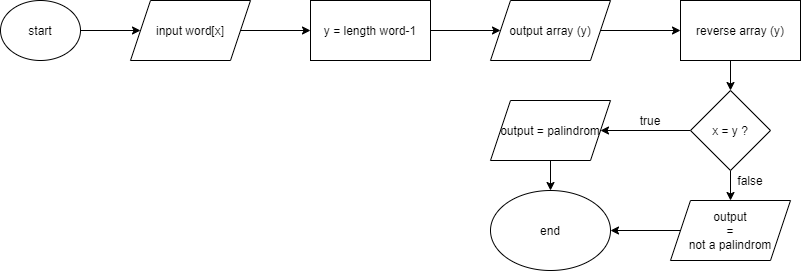 start
input word[x]
y = length word-1
output array (y)
reverse array (y)
x = y ?
true
output = palindrom
false
output
=
not a palindrom
end